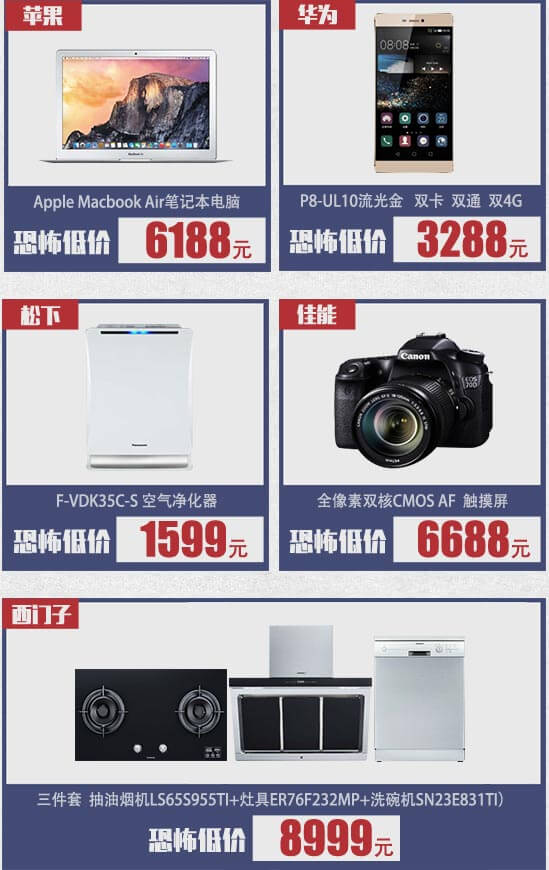 苹果
华为
08:08
MacBook Air
Apple Macbook Air笔记本电脑
P8-UL10流光金 双卡 双通 双4G
恐怖低价 6188元
恐怖低价 3288元
松下
佳能
Canon
EOS
70D
Panasonic
F-VDK35C-S 空气净化器
全像素双核CMOS AF 触摸屏
恐怖低价 1599元
恐怖低价 6688元
西门子
三件套 抽油烟机LS65S955TI+灶具ER76F232MP+洗碗机SN23E831TI）
恐怖低价 8999元